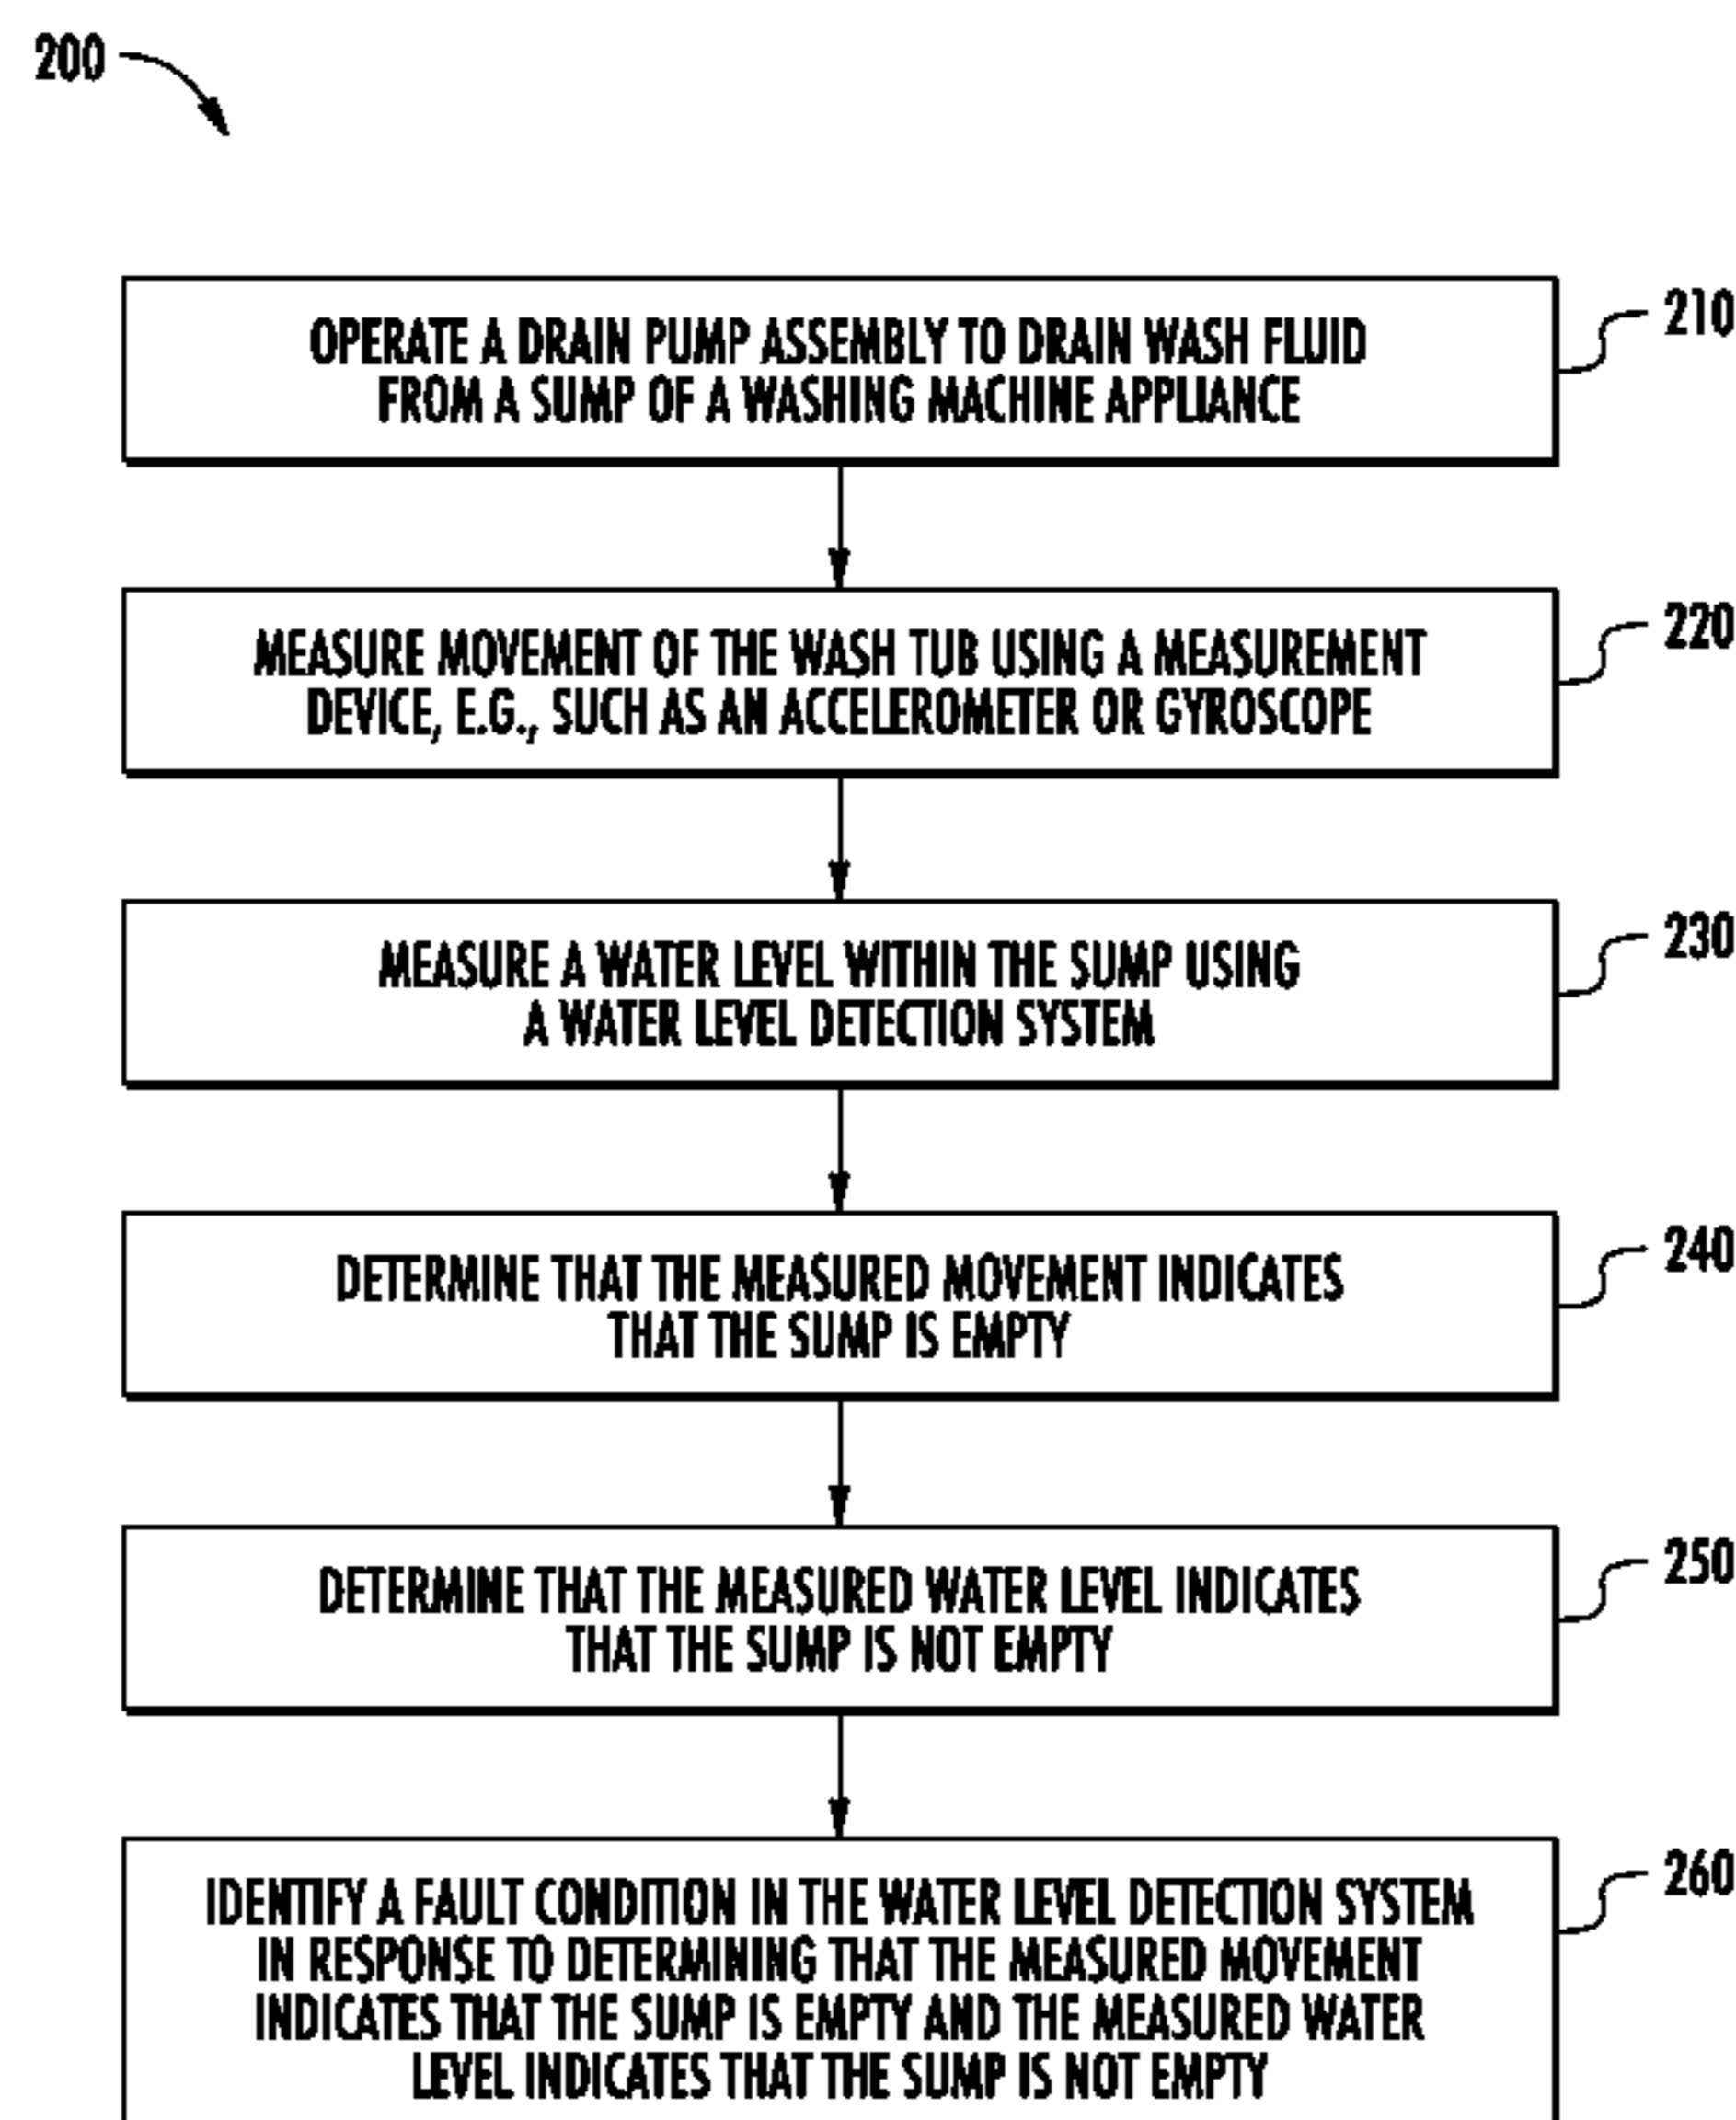 200
OPERATE A DRAIN PUMP ASSEMBLY TO DRAIN WASH FLUID
FROM A SUMP OF A WASHING MACHINE APPLIANCE
210
MEASURE MOVEMENT OF THE WASH TUB USING A MEASUREMENT
DEVICE, E.G., SUCH AS AN ACCELEROMETER OR GYROSCOPE
220
MEASURE A WATER LEVEL WITHIN THE SUMP USING
A WATER LEVEL DETECTION SYSTEM
230
DETERMINE THAT THE MEASURED MOVEMENT INDICATES
THAT THE SUMP IS EMPTY
240
DETERMINE THAT THE MEASURED WATER LEVEL INDICATES
THAT THE SUMP IS NOT EMPTY
250
IDENTIFY A FAULT CONDITION IN THE WATER LEVEL DETECTION SYSTEM
IN RESPONSE TO DETERMINING THAT THE MEASURED MOVEMENT
INDICATES THAT THE SUMP IS EMPTY AND THE MEASURED WATER
LEVEL INDICATES THAT THE SUMP IS NOT EMPTY
260